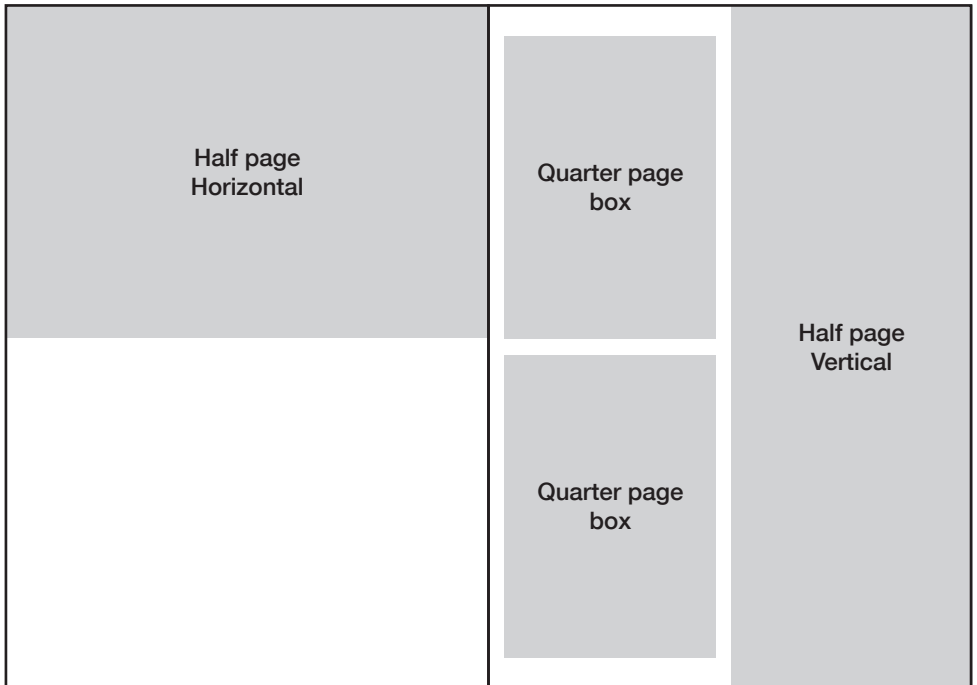 Half page
Horizontal
Quarter page
box
Quarter page
box
Half page
Vertical